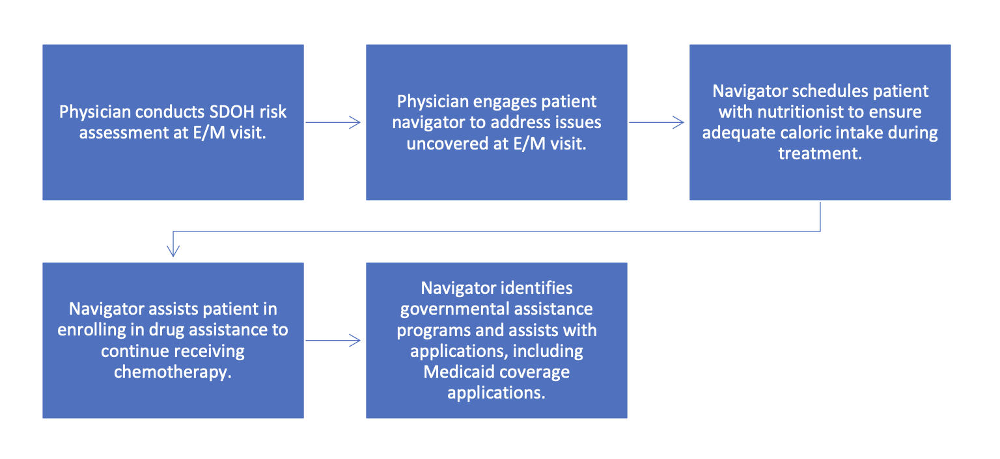 Physician conducts SDOH risk
assessment at E/M visit.
Physician engages patient
navigator to address issues
uncovered at E/M visit.
Navigator schedules patient
with nutritionist to ensure
adequate caloric intake during
treatment.
Navigator assists patient in
enrolling in drug assistance to
continue receiving
chemotherapy.
Navigator identifies
governmental assistance
programs and assists with
applications, including
Medicaid coverage
applications.